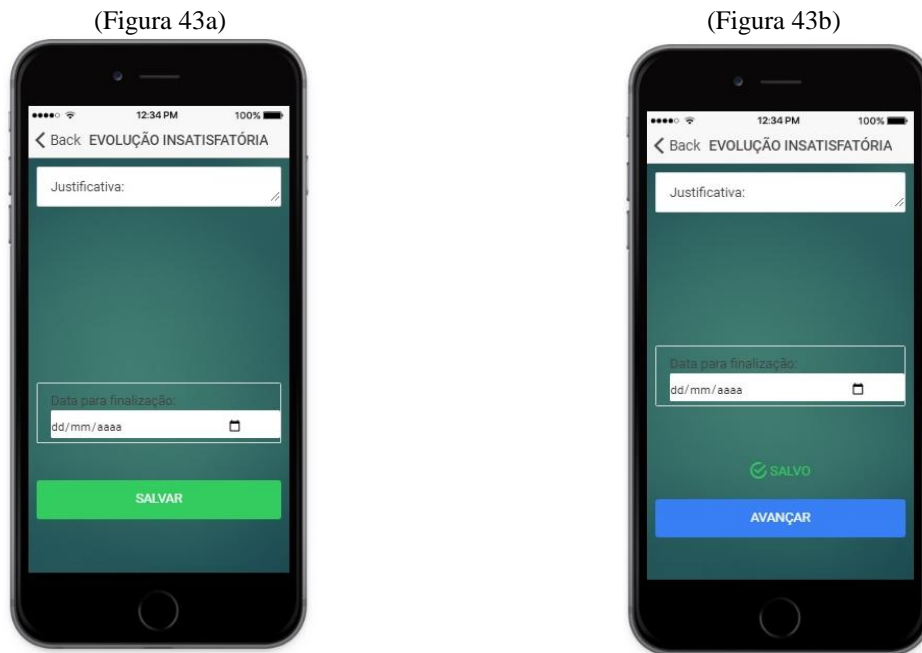 (Figura 43a)
12:34 PM
100%
Back EVOLUÇÃO INSATISFATÓRIA
Justificativa:
Data para finalização:
dd/mm/aaaa
SALVAR
(Figura 43b)
12:34 PM
100%
Back EVOLUÇÃO INSATISFATÓRIA
Justificativa:
Data para finalização:
dd/mm/aaaa
SALVO
AVANÇAR